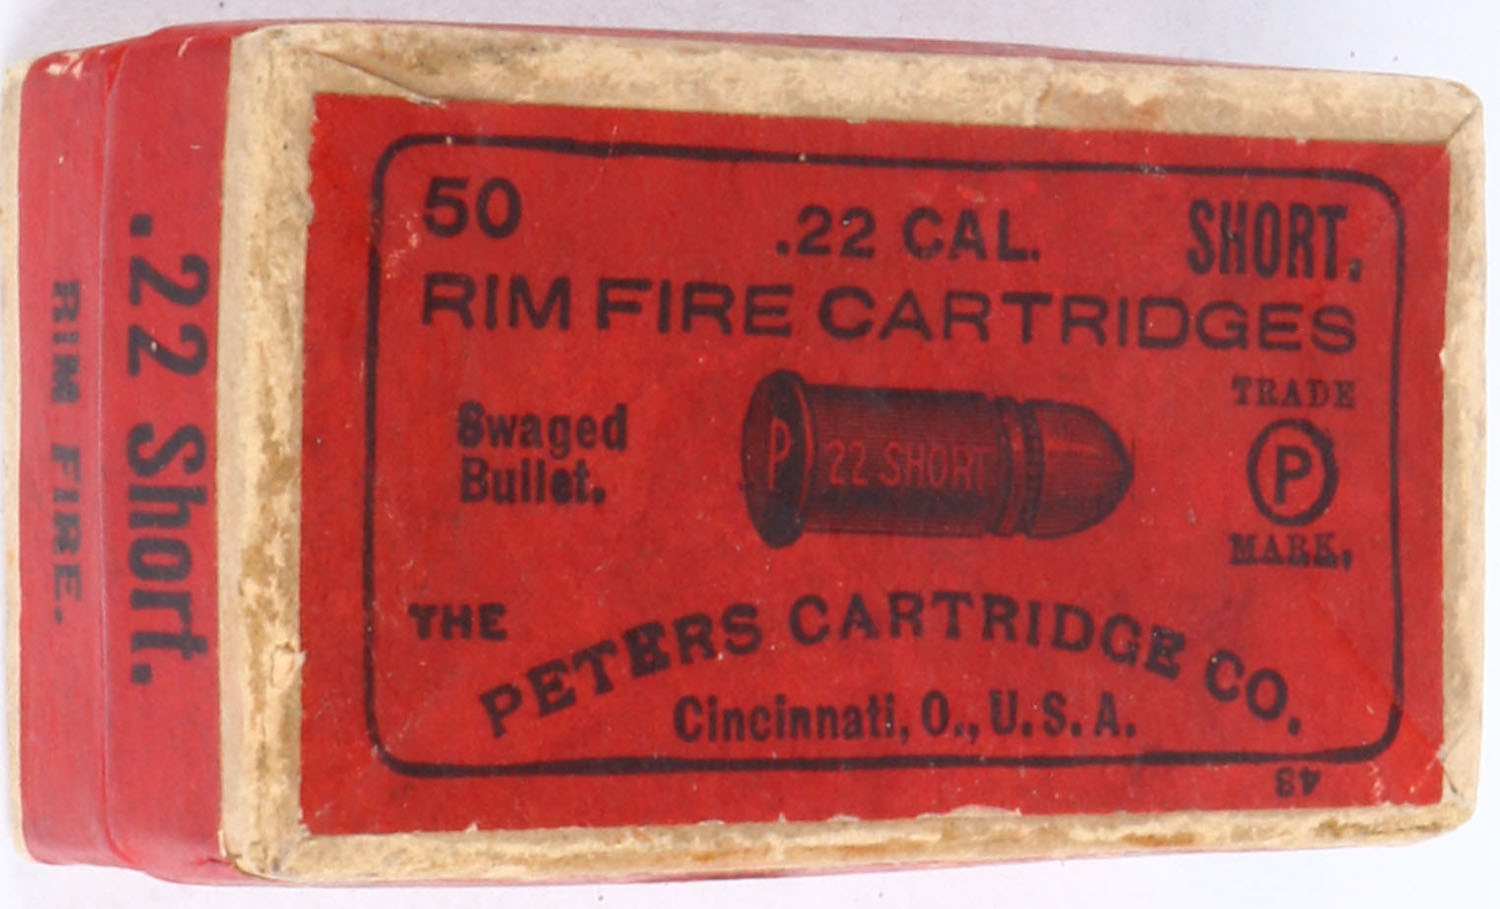 50 .22 CAL. SHORT.
RIM FIRE CARTRIDGES
Swaged
Bullet.
P 22 SHORT
TRADE
P
MARK.
THE
PETERS CARTRIDGE CO.
Cincinnati, O., U.S.A.
48
.22 Short.
RIM FIRE.